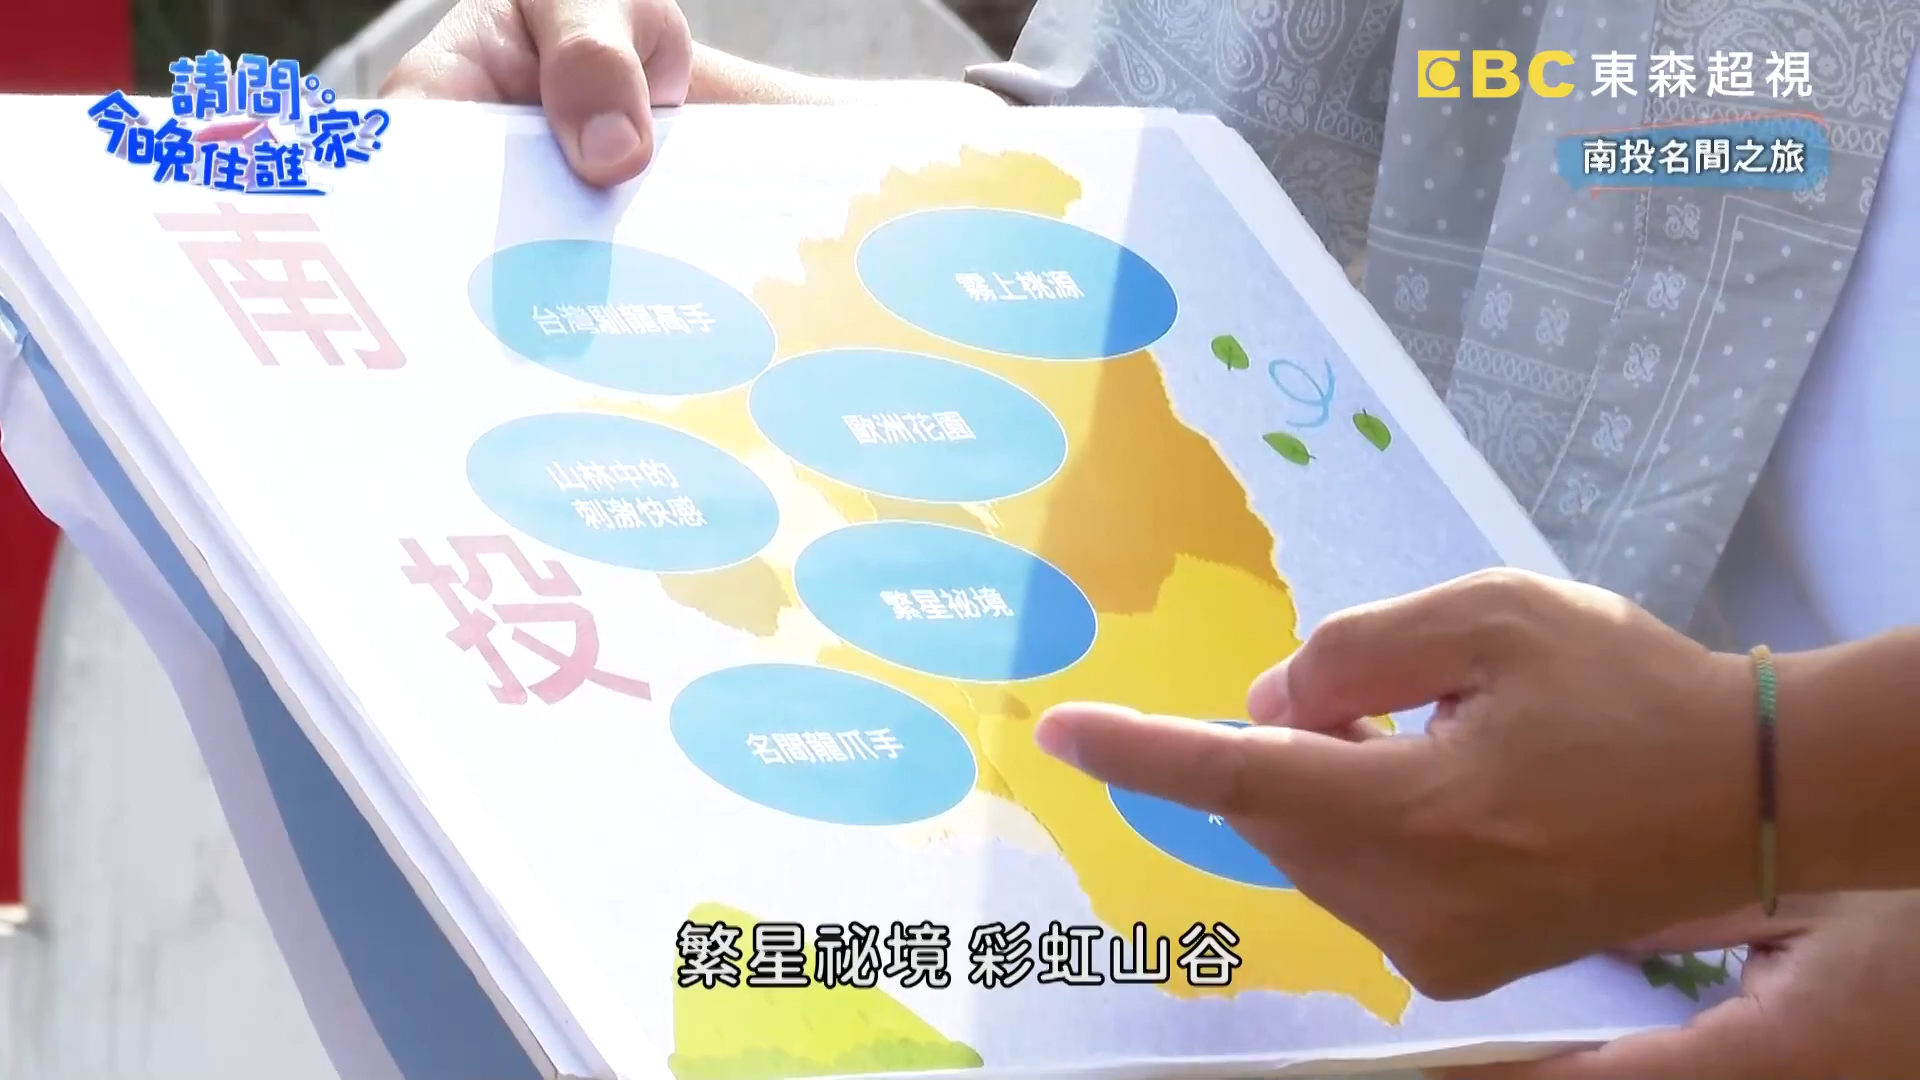 請問
今晚住誰家?
EBC 東森超視
南投名間之旅
南投
霧上桃源
台灣馴龍高手
歐洲花園
山林中的
刺激快感
繁星祕境
名間龍爪手
繁星祕境 彩虹山谷